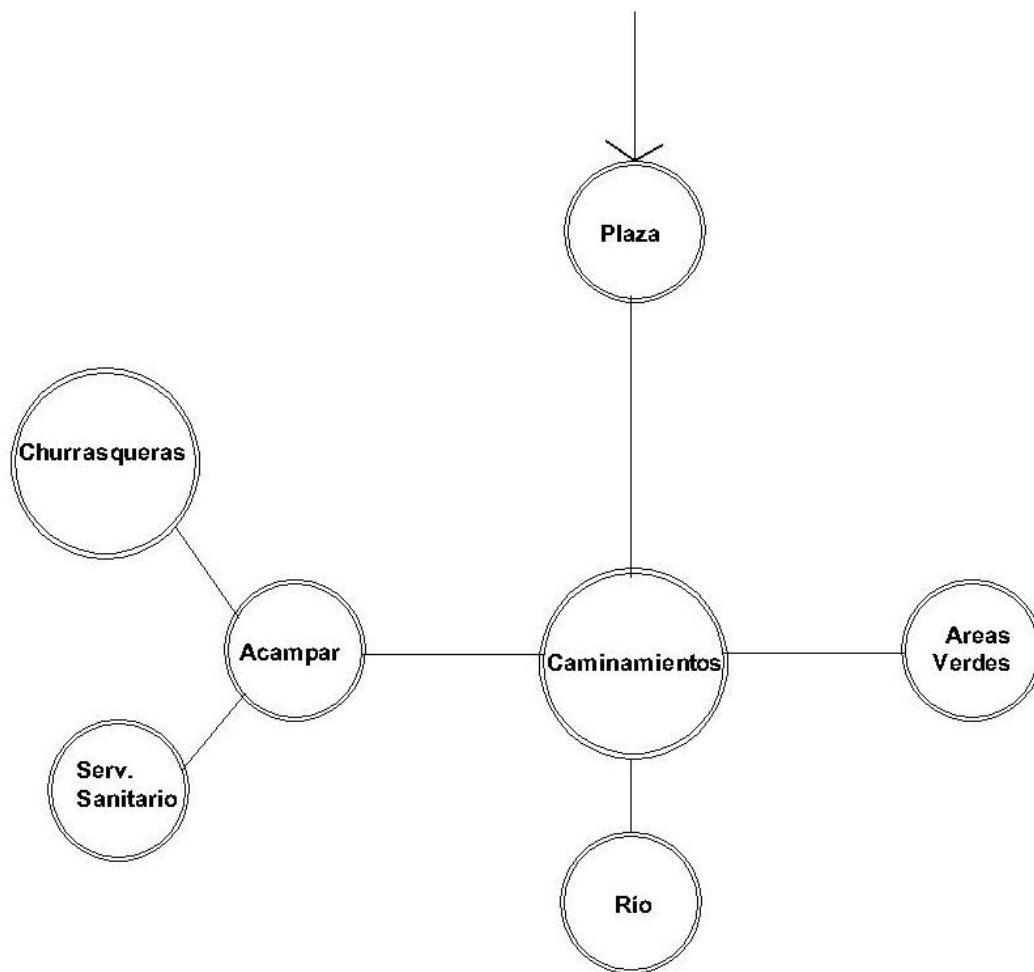 Plaza
Churrasqueras
Acampar
Caminamientos
Areas
Verdes
Serv.
Sanitario
Río